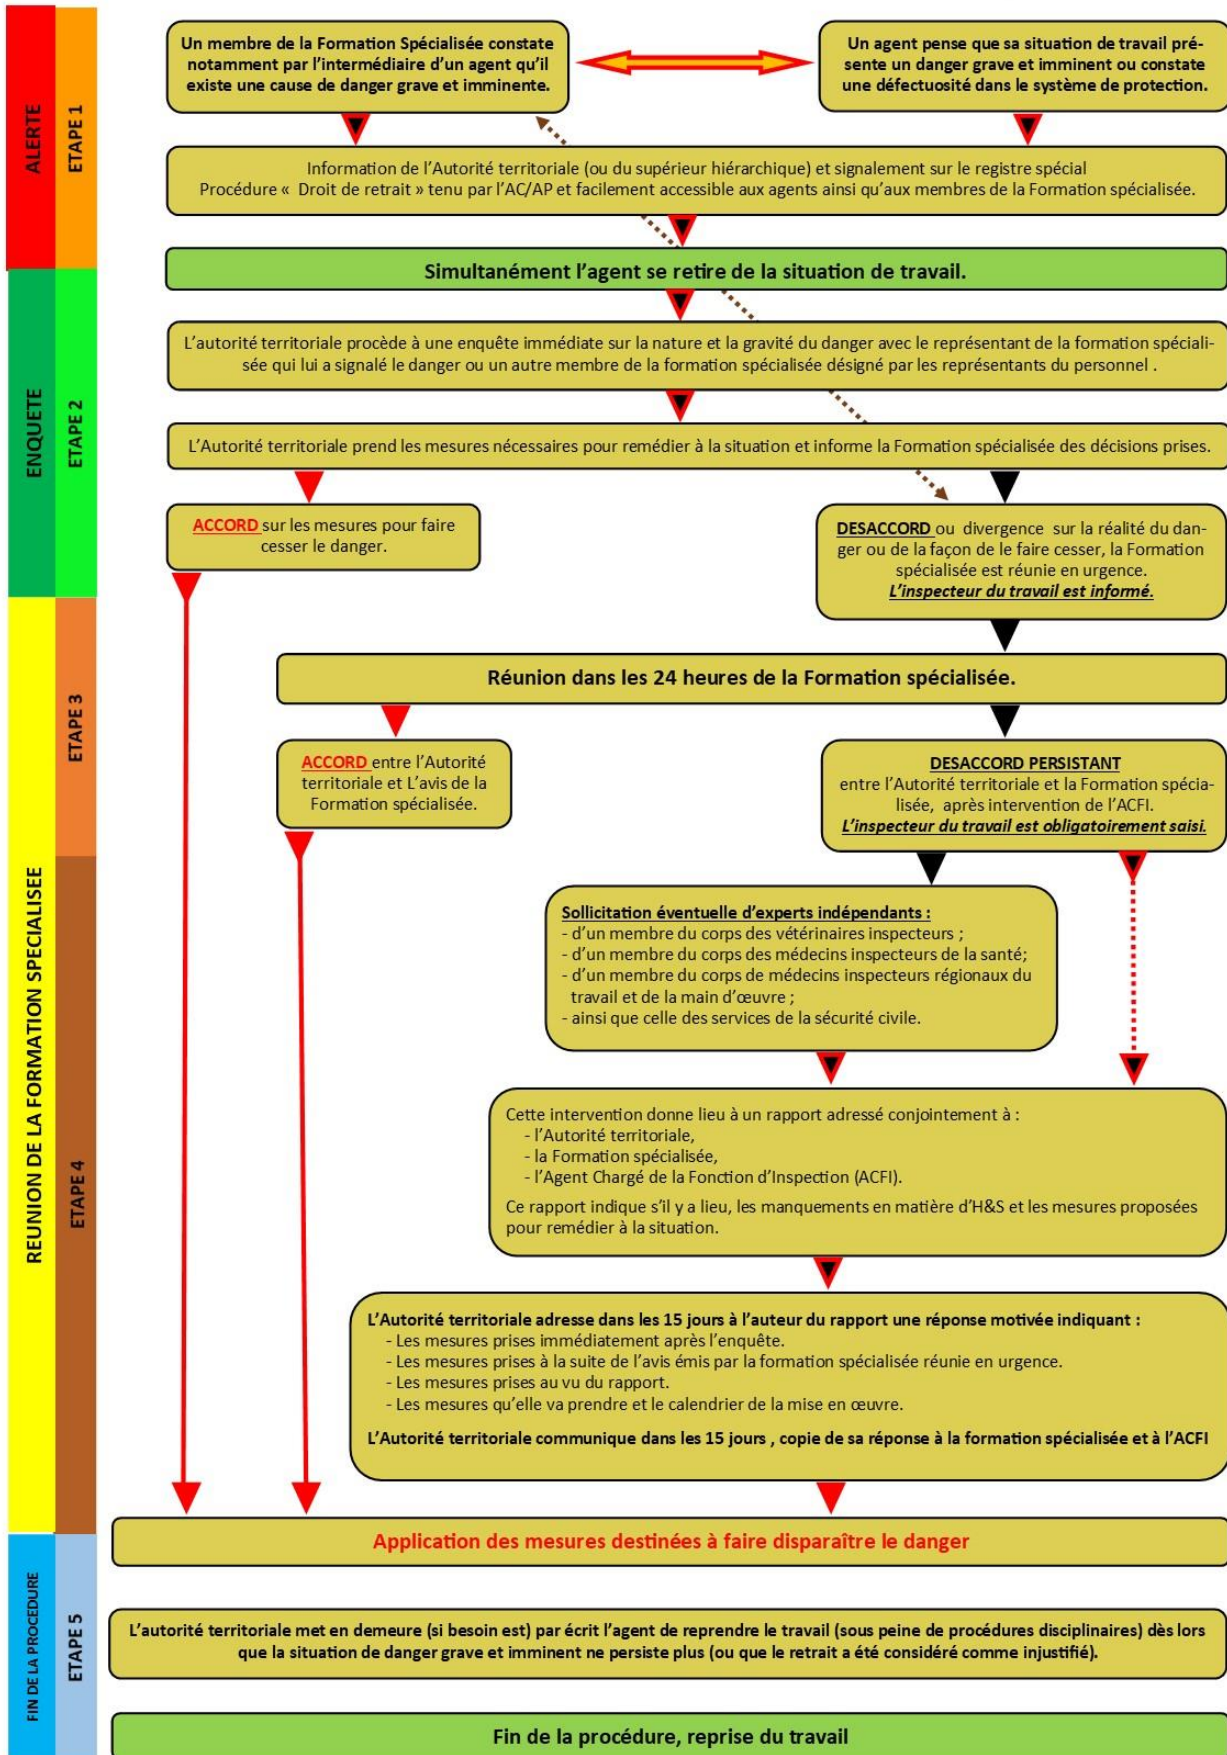 ALERTE
ETAPE 1
Un membre de la Formation Spécialisée constate
notamment par l'intermédiaire d'un agent qu'il
existe une cause de danger grave et imminente.
Un agent pense que sa situation de travail pré-
sente un danger grave et imminent ou constate
une défectuosité dans le système de protection.
Information de l'Autorité territoriale (ou du supérieur hiérarchique) et signalement sur le registre spécial
Procédure « Droit de retrait » tenu par l'AC/AP et facilement accessible aux agents ainsi qu'aux membres de la Formation spécialisée.
Simultanément l'agent se retire de la situation de travail.
ENQUETE
ETAPE 2
L'autorité territoriale procède à une enquête immédiate sur la nature et la gravité du danger avec le représentant de la formation spéciali-
sée qui lui a signalé le danger ou un autre membre de la formation spécialisée désigné par les représentants du personnel .
L'Autorité territoriale prend les mesures nécessaires pour remédier à la situation et informe la Formation spécialisée des décisions prises.
ACCORD sur les mesures pour faire
cesser le danger.
DESACCORD ou divergence sur la réalité du dan-
ger ou de la façon de le faire cesser, la Formation
spécialisée est réunie en urgence.
L'inspecteur du travail est informé.
REUNION DE LA FORMATION SPECIALISEE
ETAPE 3
Réunion dans les 24 heures de la Formation spécialisée.
ACCORD entre l'Autorité
territoriale et L'avis de la
Formation spécialisée.
DESACCORD PERSISTANT
entre l'Autorité territoriale et la Formation spécia-
lisée, après intervention de l'ACFI.
L'inspecteur du travail est obligatoirement saisi.
ETAPE 4
Sollicitation éventuelle d'experts indépendants :
- d'un membre du corps des vétérinaires inspecteurs ;
- d'un membre du corps des médecins inspecteurs de la santé;
- d'un membre du corps de médecins inspecteurs régionaux du
travail et de la main d'œuvre ;
- ainsi que celle des services de la sécurité civile.
Cette intervention donne lieu à un rapport adressé conjointement à :
- l'Autorité territoriale,
- la Formation spécialisée,
- l'Agent Chargé de la Fonction d'Inspection (ACFI).
Ce rapport indique s'il y a lieu, les manquements en matière d'H&S et les mesures proposées
pour remédier à la situation.
L'Autorité territoriale adresse dans les 15 jours à l'auteur du rapport une réponse motivée indiquant :
- Les mesures prises immédiatement après l'enquête.
- Les mesures prises à la suite de l'avis émis par la formation spécialisée réunie en urgence.
- Les mesures prises au vu du rapport.
- Les mesures qu'elle va prendre et le calendrier de la mise en œuvre.
L'Autorité territoriale communique dans les 15 jours , copie de sa réponse à la formation spécialisée et à l'ACFI
Application des mesures destinées à faire disparaître le danger
FIN DE LA PROCEDURE
ETAPE 5
L'autorité territoriale met en demeure (si besoin est) par écrit l'agent de reprendre le travail (sous peine de procédures disciplinaires) dès lors
que la situation de danger grave et imminent ne persiste plus (ou que le retrait a été considéré comme injustifié).
Fin de la procédure, reprise du travail